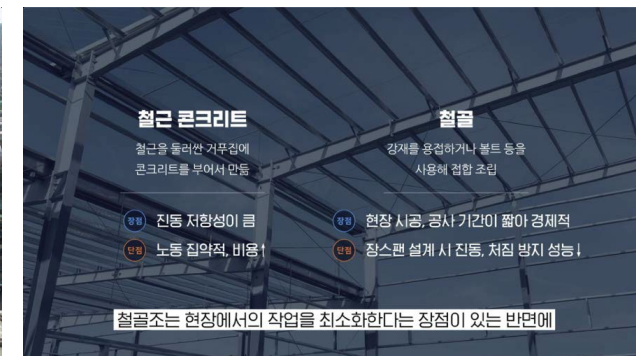 철근 콘크리트
철근을 둘러싼 거푸집에
콘크리트를 부어서 만듦
장점 진동 저항성이 큼
단점 노동 집약적, 비용↑
철골
강재를 용접하거나 볼트 등을
사용해 접합 조립
장점 현장 시공, 공사 기간이 짧아 경제적
단점 장스팬 설계 시 진동, 처짐 방지 성능↓
철골조는 현장에서의 작업을 최소화한다는 장점이 있는 반면에